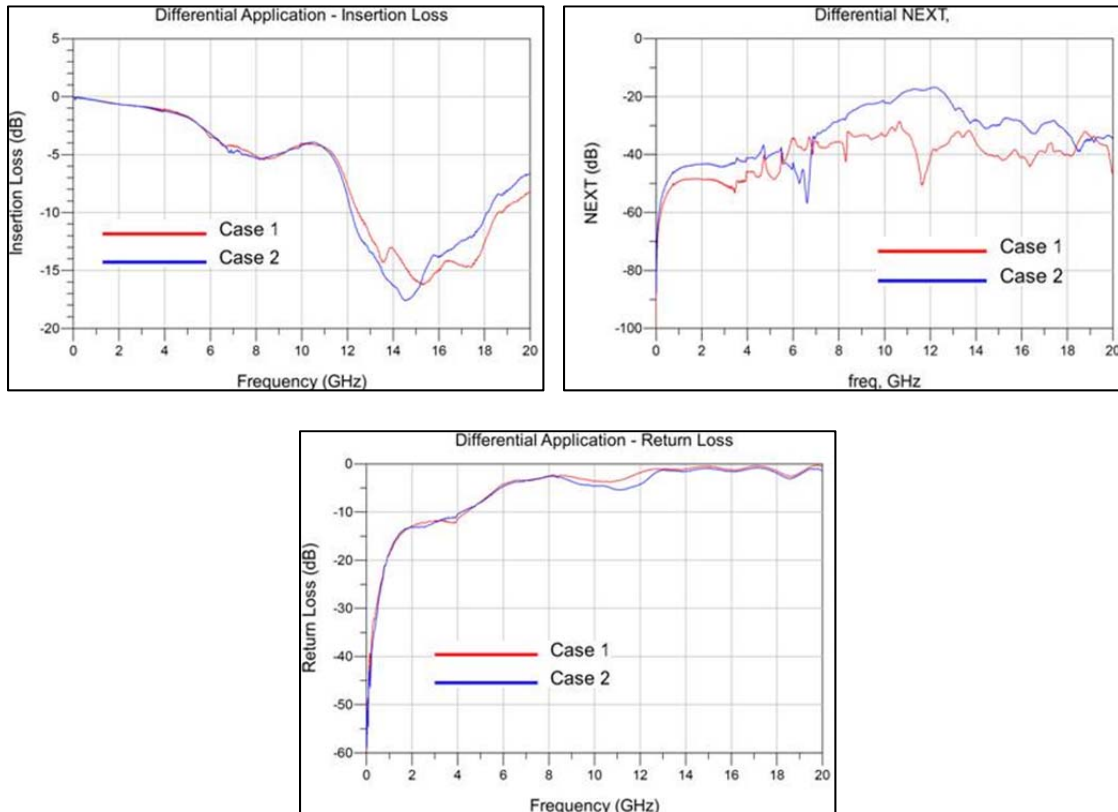 Differential Application - Insertion Loss
5
0
-5
-10
-15
-20
Insertion Loss (dB)
Case 1
Case 2
0 2 4 6 8 10 12 14 16 18 20
Frequency (GHz)
Differential NEXT,
0
-20
-40
-60
-80
-100
NEXT (dB)
Case 1
Case 2
0 2 4 6 8 10 12 14 16 18 20
freq, GHz
Differential Application - Return Loss
0
-10
-20
-30
-40
-50
-60
Return Loss (dB)
Case 1
Case 2
0 2 4 6 8 10 12 14 16 18 20
Frequency (GHz)